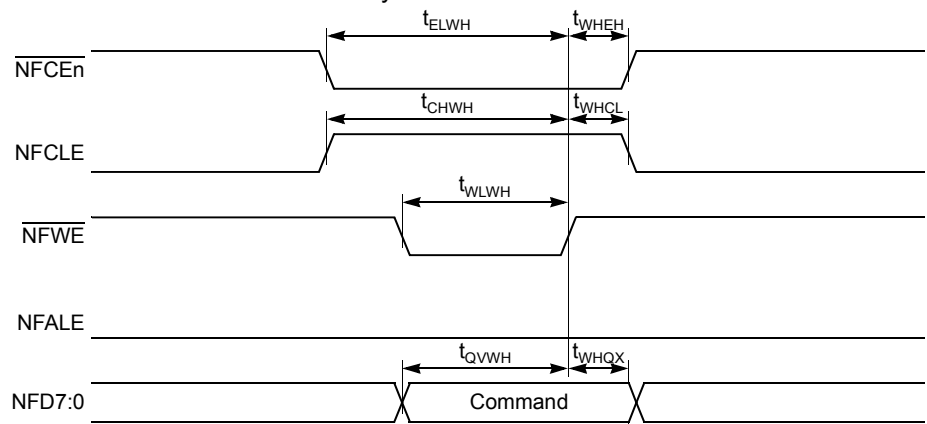 tELWH tWHEH
NFCEn
tCHWH tWHCL
NFCLE
tWLWH
NFWE
NFALE
tQVWH tWHQX
NFD7:0 Command